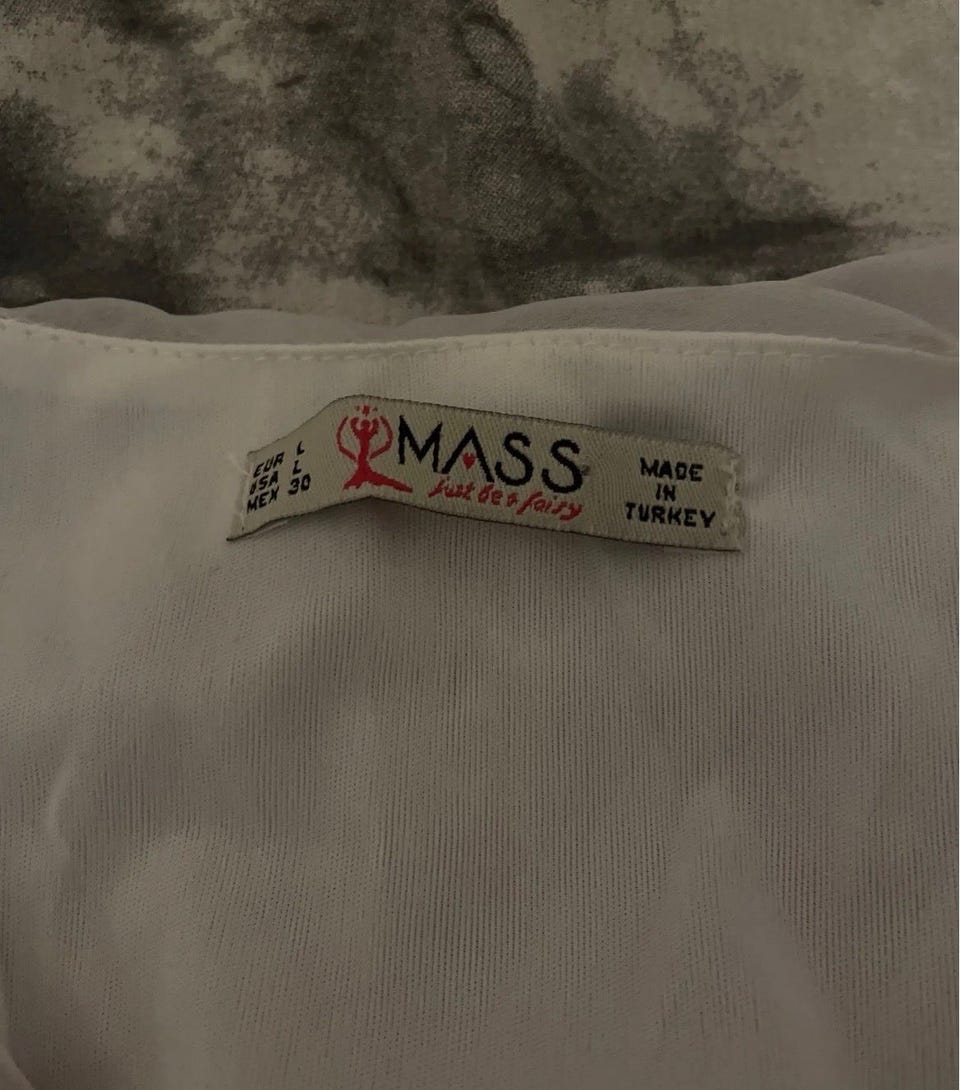 EUR L
USA L
MEX 30
MASS
just be a fairy
MADE
IN
TURKEY